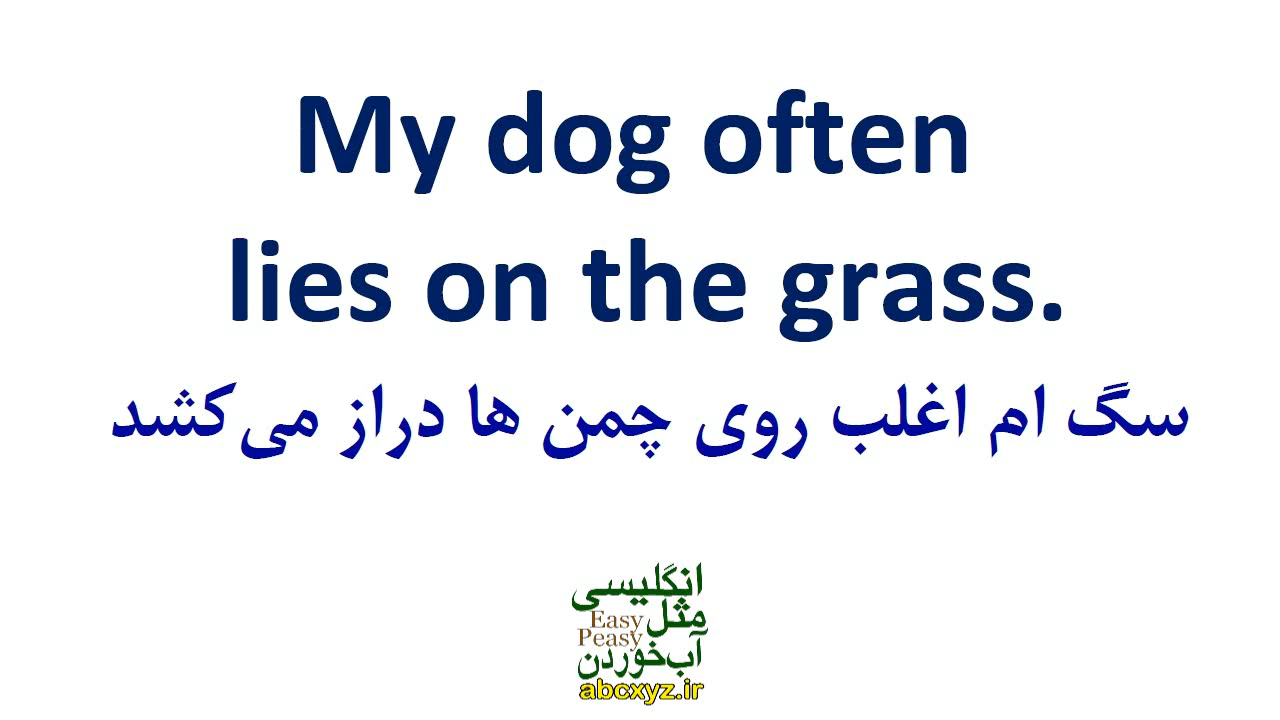 My dog often
lies on the grass.
سگ ام اغلب روی چمن ها دراز می‌کشد
انگلیسی
مثل
Easy
Peasy
آب خوردن
abcxyz.ir